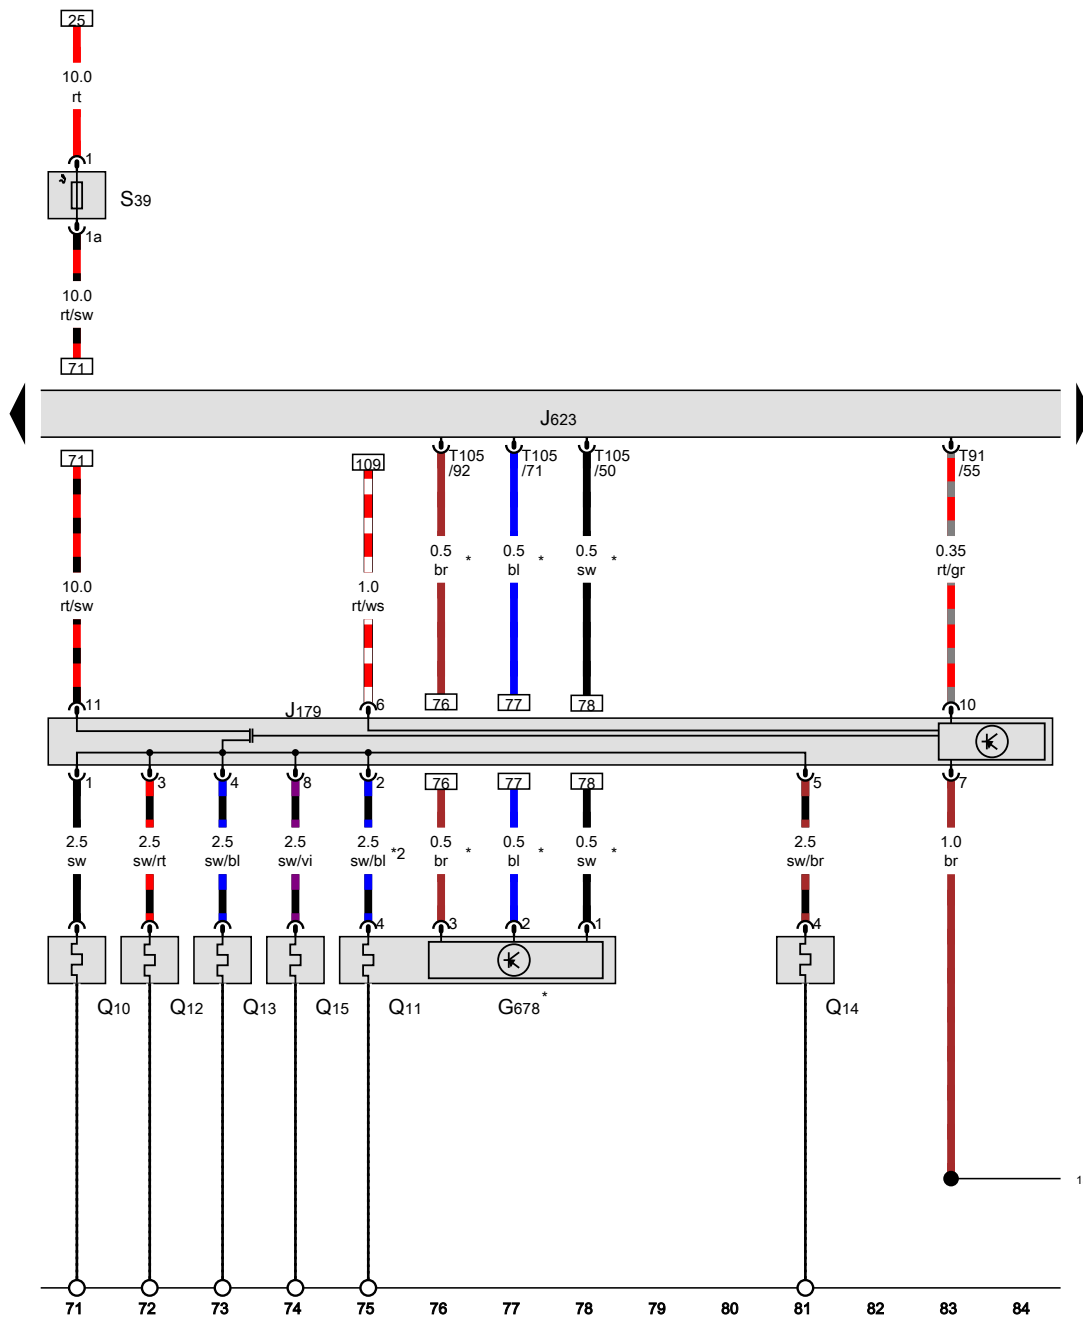 25
10.0
rt
1
S39
1a
10.0
rt/sw
71
J623
71
109
T105
/92
T105
/71
T105
/50
T91
/55
0.5
br *
0.5
bl *
0.5
sw *
0.35
rt/gr
10.0
rt/sw
1.0
rt/ws
11
J179
6
76
77
78
10
1
3
4
8
2
76
77
78
5
7
2.5
sw
2.5
sw/rt
2.5
sw/bl
2.5
sw/vi
2.5
sw/bl *2
0.5
br *
0.5
bl *
0.5
sw *
2.5
sw/br
1.0
br
4
3
2
1
4
Q10
Q12
Q13
Q15
Q11
G678 *
Q14
1
71 72 73 74 75 76 77 78 79 80 81 82 83 84